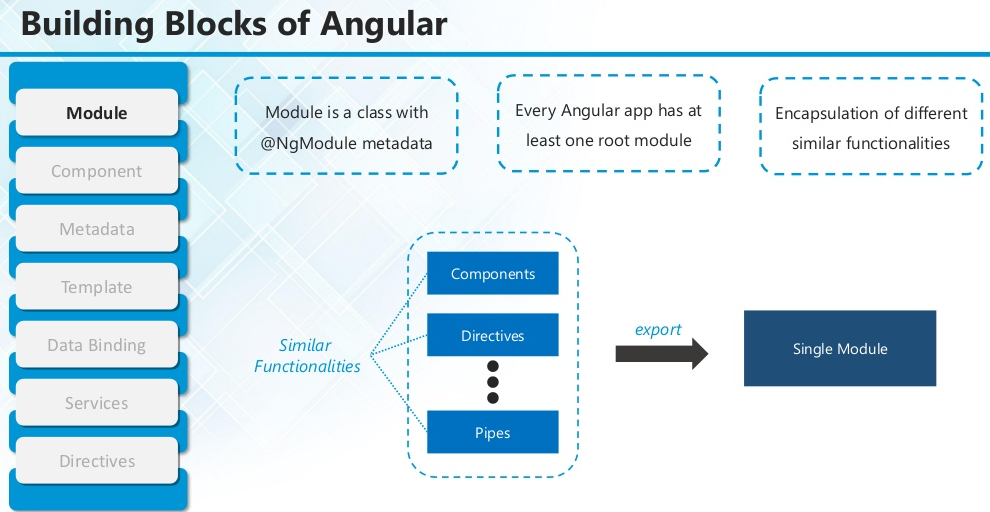 Building Blocks of Angular
Module
Component
Metadata
Template
Data Binding
Services
Directives
Module is a class with
@NgModule metadata
Every Angular app has at
least one root module
Encapsulation of different
similar functionalities
Similar
Functionalities
Components
Directives
Pipes
export
Single Module